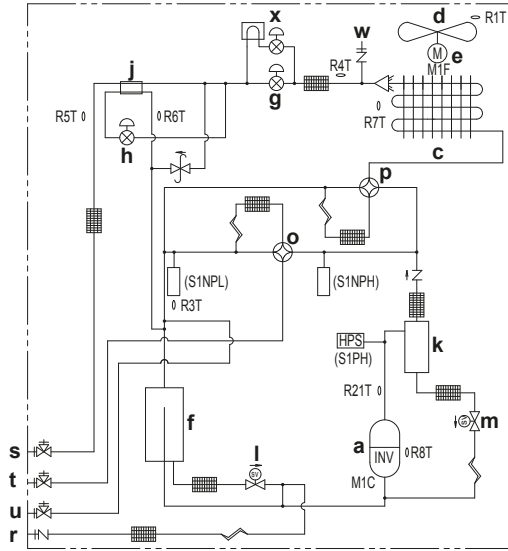 x
w
d
R1T
M
e
M1F
R4T
j
g
R5T
R6T
R7T
h
c
p
o
(S1NPL)
(S1NPH)
R3T
HPS
(S1PH)
k
R21T
f
m
s
l
a
INV
R8T
t
SV
M1C
u
r